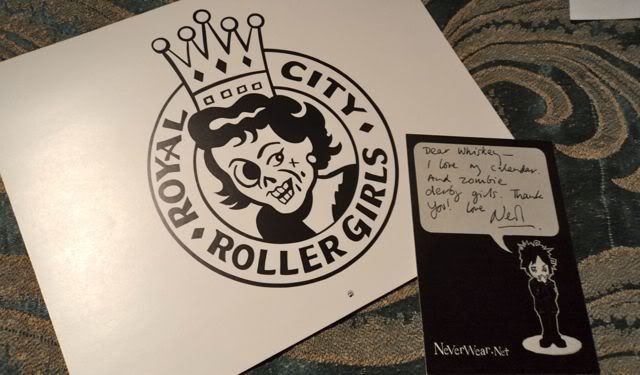 ROYAL CITY
ROLLER GIRLS
Dear Whiskey—
I love my calendar.
And zombie
derby girls. Thank
you! Love Neil
NeverWear.Net